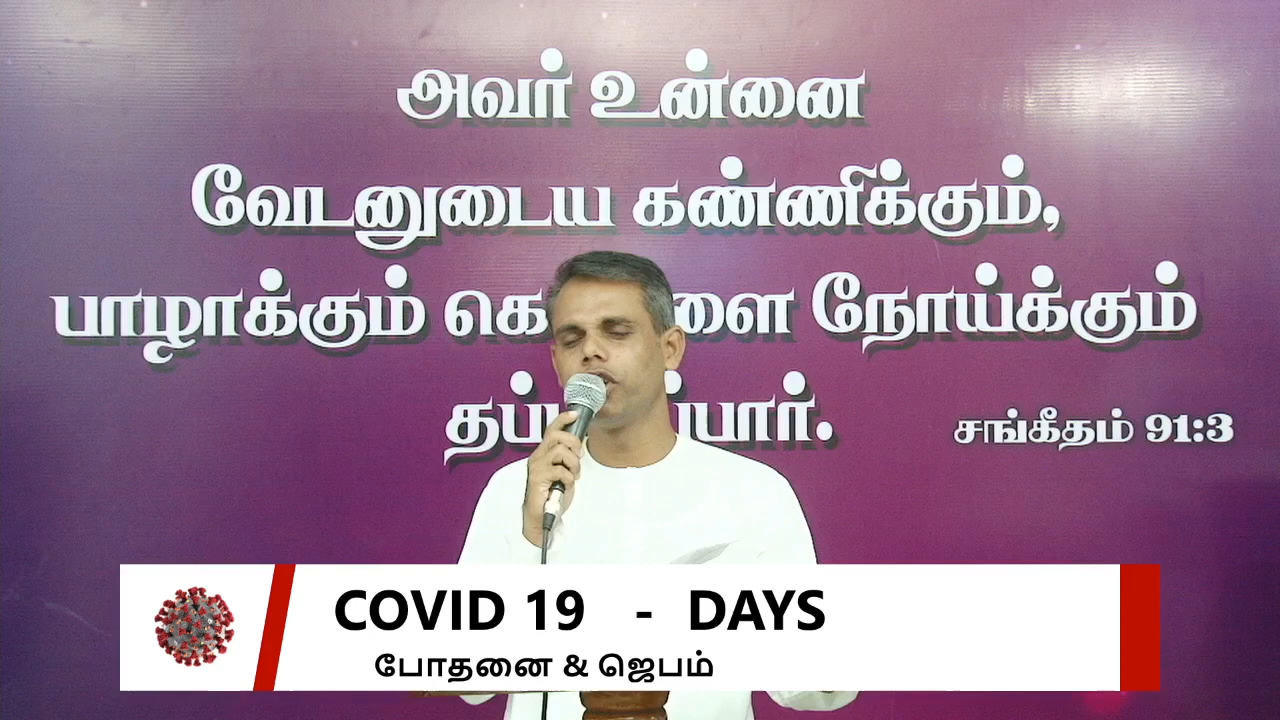 அவர் உன்னை
வேடனுடைய கண்ணிக்கும்,
பாழாக்கும் நோய்க்கும்
சங்கீதம் 91:3
COVID 19 - DAYS
போதனை & ஜெபம்